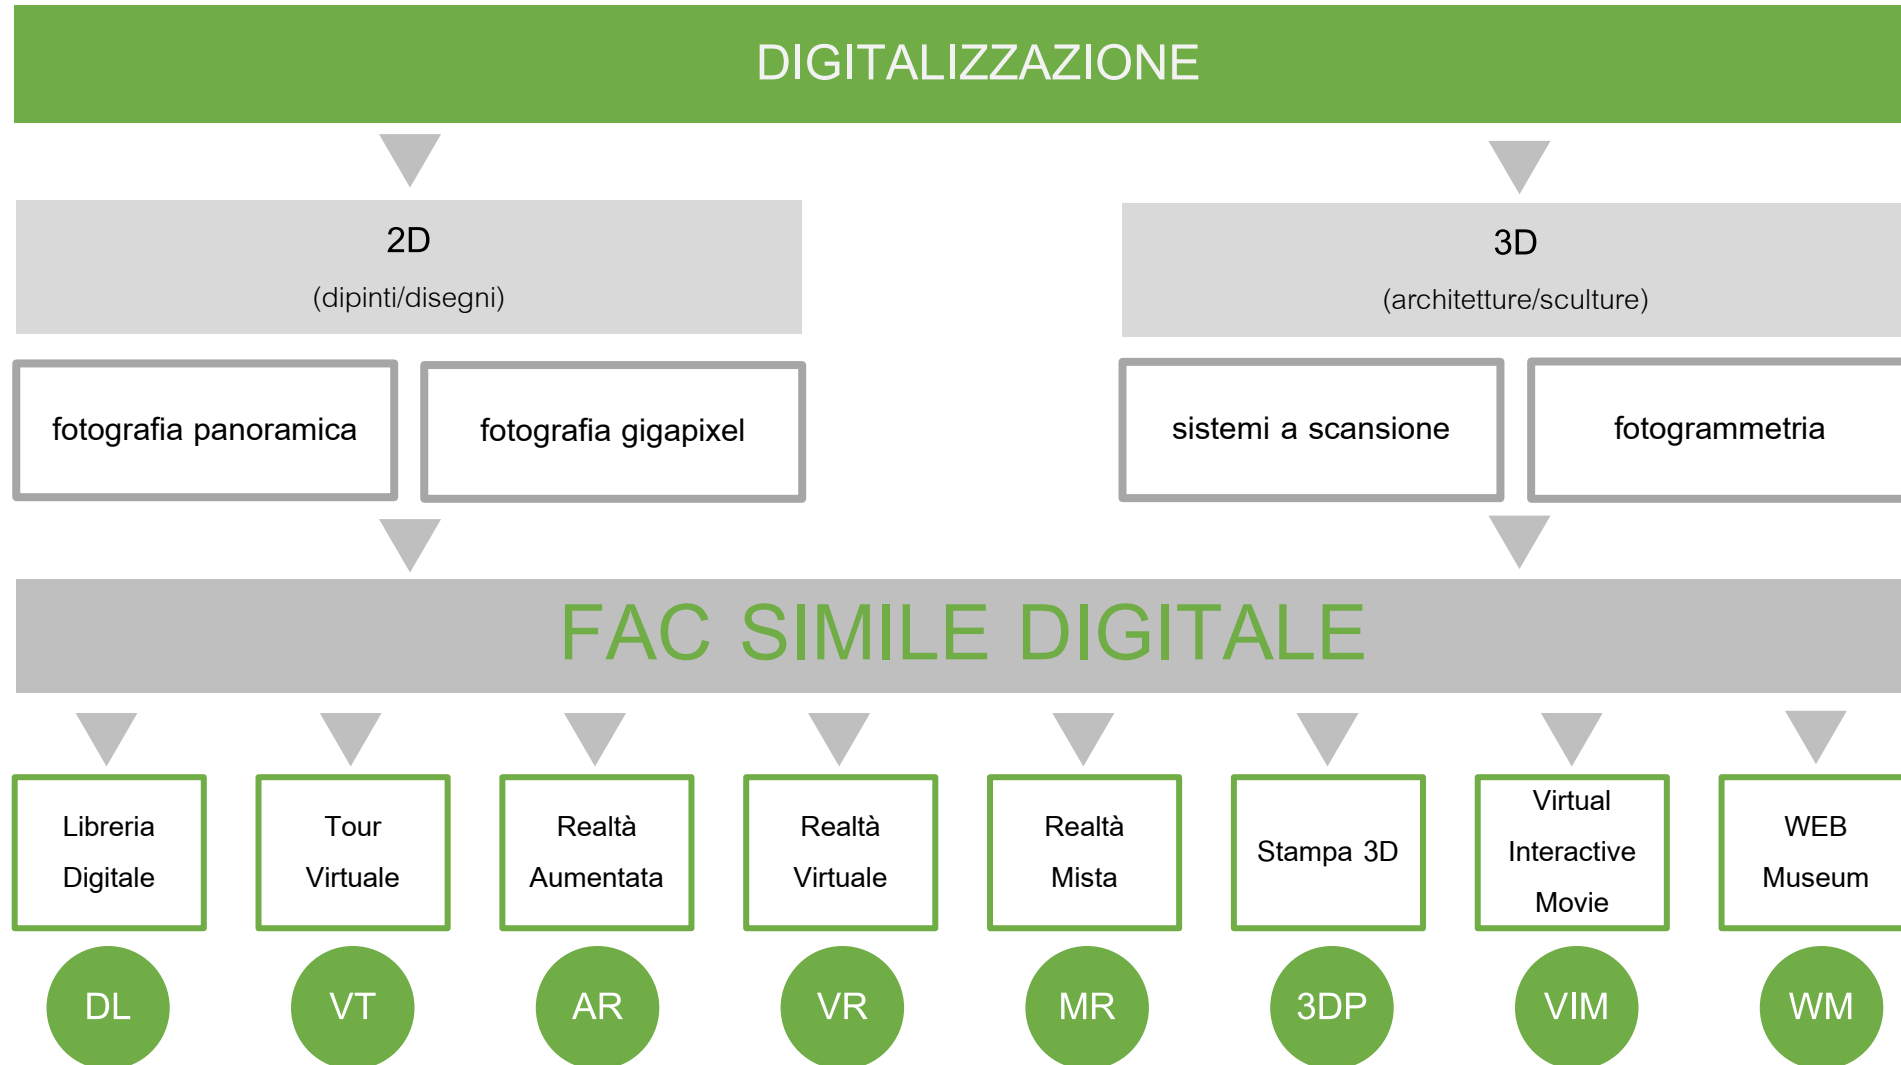 DIGITALIZZAZIONE
2D
(dipinti/disegni)
3D
(architetture/sculture)
fotografia panoramica
fotografia gigapixel
sistemi a scansione
fotogrammetria
FAC SIMILE DIGITALE
Libreria
Digitale
Tour
Virtuale
Realtà
Aumentata
Realtà
Virtuale
Realtà
Mista
Stampa 3D
Virtual
Interactive
Movie
WEB
Museum
DL
VT
AR
VR
MR
3DP
VIM
WM